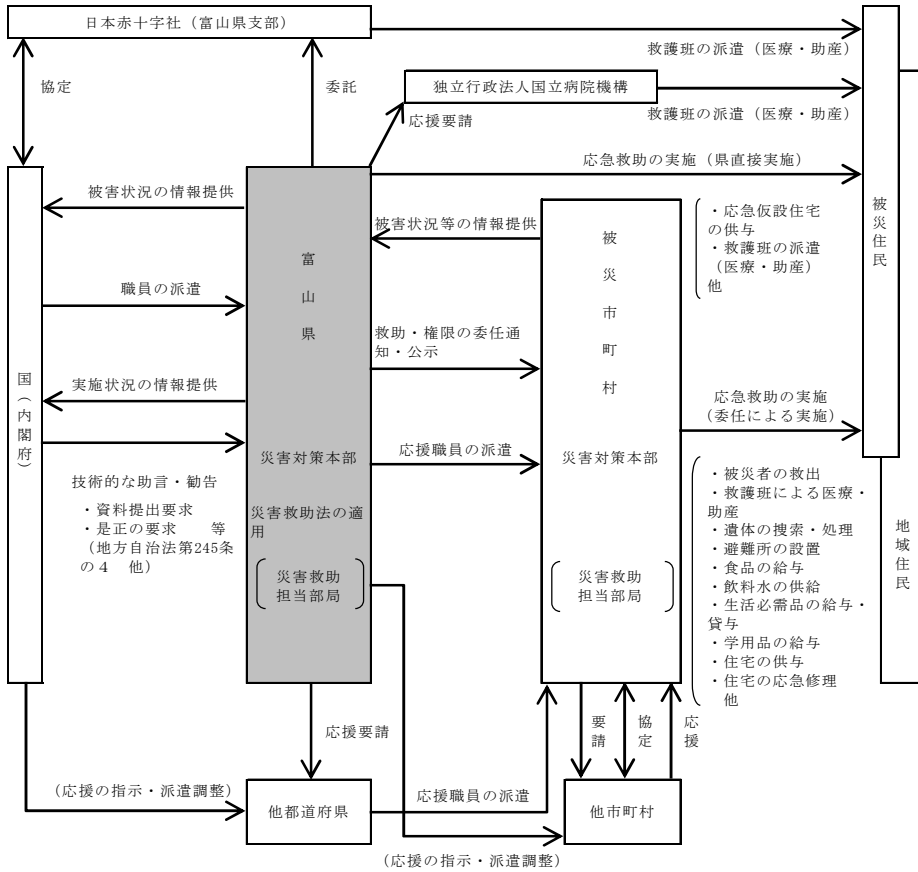 日本赤十字社（富山県支部）
救護班の派遣（医療・助産）
協定
委託
独立行政法人国立病院機構
救護班の派遣（医療・助産）
応援要請
応急救助の実施（県直接実施）
被害状況の情報提供
被災住民
・応急仮設住宅
の供与
・救護班の派遣
（医療・助産）
他
被害状況等の情報提供
富山県
被災市町村
職員の派遣
救助・権限の委任通
知・公示
国（内閣府）
実施状況の情報提供
応急救助の実施
（委任による実施）
災害対策本部
応援職員の派遣
災害対策本部
技術的な助言・勧告
・資料提出要求
・是正の要求　等
（地方自治法第245条
の４　他）
災害救助法の適
用
災害救助
担当部局
災害救助
担当部局
・被災者の救出
・救護班による医療・
助産
・遺体の捜索・処理
・避難所の設置
・食品の給与
・飲料水の供給
・生活必需品の給与・
貸与
・学用品の給与
・住宅の供与
・住宅の応急修理
他
地域住民
応援要請
要請
協定
応援
（応援の指示・派遣調整）
他都道府県
応援職員の派遣
他市町村
（応援の指示・派遣調整）